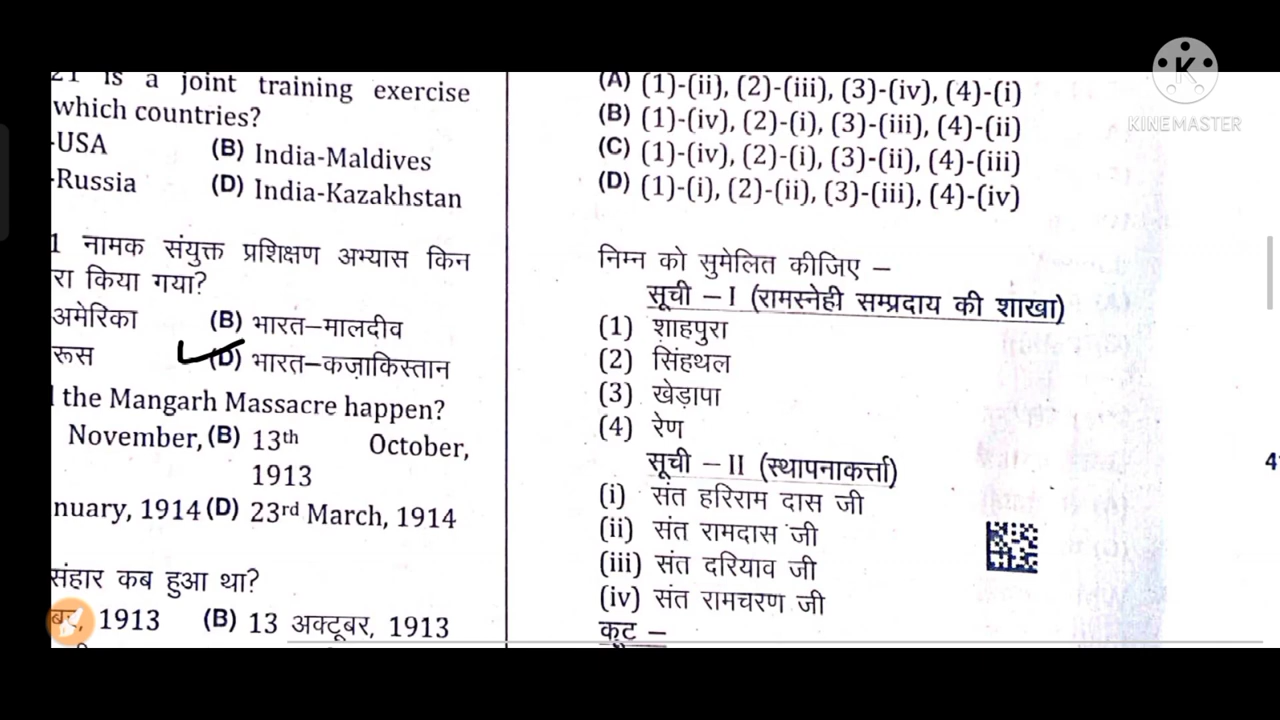 21 is a joint training exercise
which countries?
-USA (B) India-Maldives
-Russia (D) India-Kazakhstan
1 नामक संयुक्त प्रशिक्षण अभ्यास किन
रा किया गया?
अमेरिका (B) भारत–मालदीव
रूस (D) भारत–कज़ाकिस्तान
the Mangarh Massacre happen?
November, (B) 13th October,
1913
nuary, 1914 (D) 23rd March, 1914
संहार कब हुआ था?
बर, 1913 (B) 13 अक्टूबर, 1913
(A) (1)-(ii), (2)-(iii), (3)-(iv), (4)-(i)
(B) (1)-(iv), (2)-(i), (3)-(iii), (4)-(ii)
(C) (1)-(iv), (2)-(i), (3)-(ii), (4)-(iii)
(D) (1)-(i), (2)-(ii), (3)-(iii), (4)-(iv)
निम्न को सुमेलित कीजिए –
सूची – I (रामस्नेही सम्प्रदाय की शाखा)
(1) शाहपुरा
(2) सिंहथल
(3) खेड़ापा
(4) रेण
सूची – II (स्थापनाकर्त्ता)
(i) संत हरिराम दास जी
(ii) संत रामदास जी
(iii) संत दरियाव जी
(iv) संत रामचरण जी
कूट –
KINEMASTER